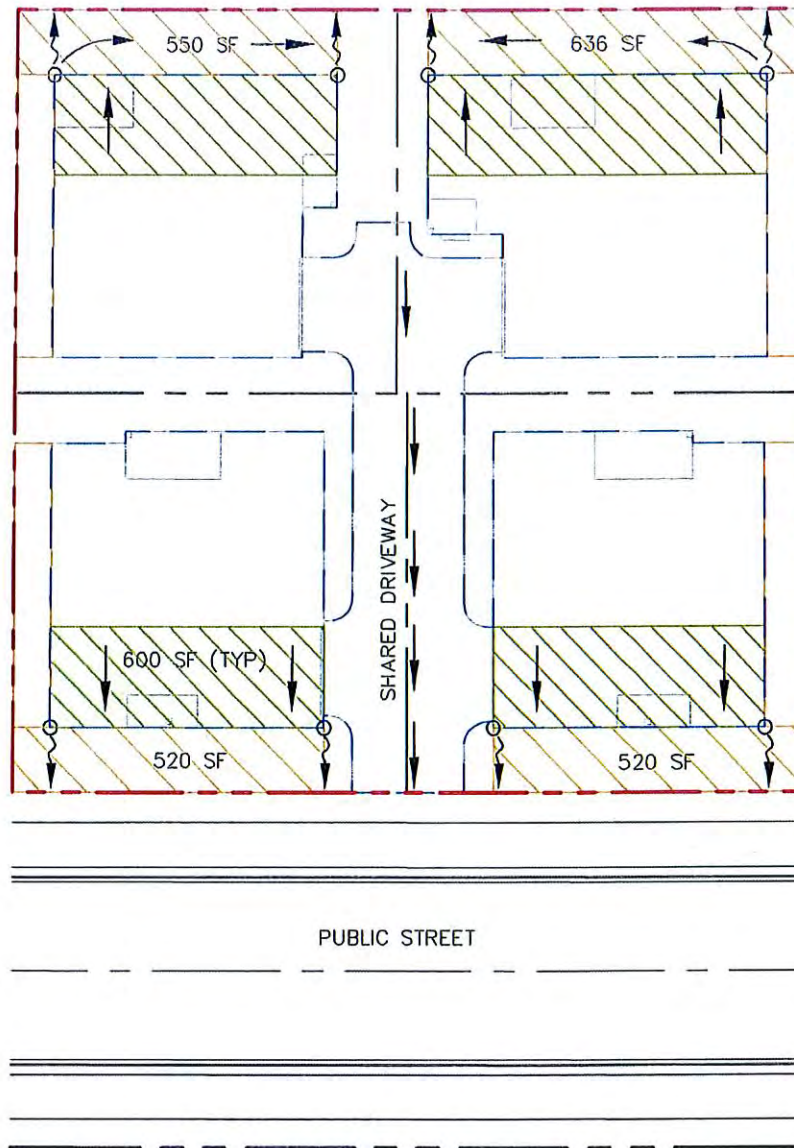 550 SF
636 SF
SHARED DRIVEWAY
600 SF (TYP)
520 SF
520 SF
PUBLIC STREET